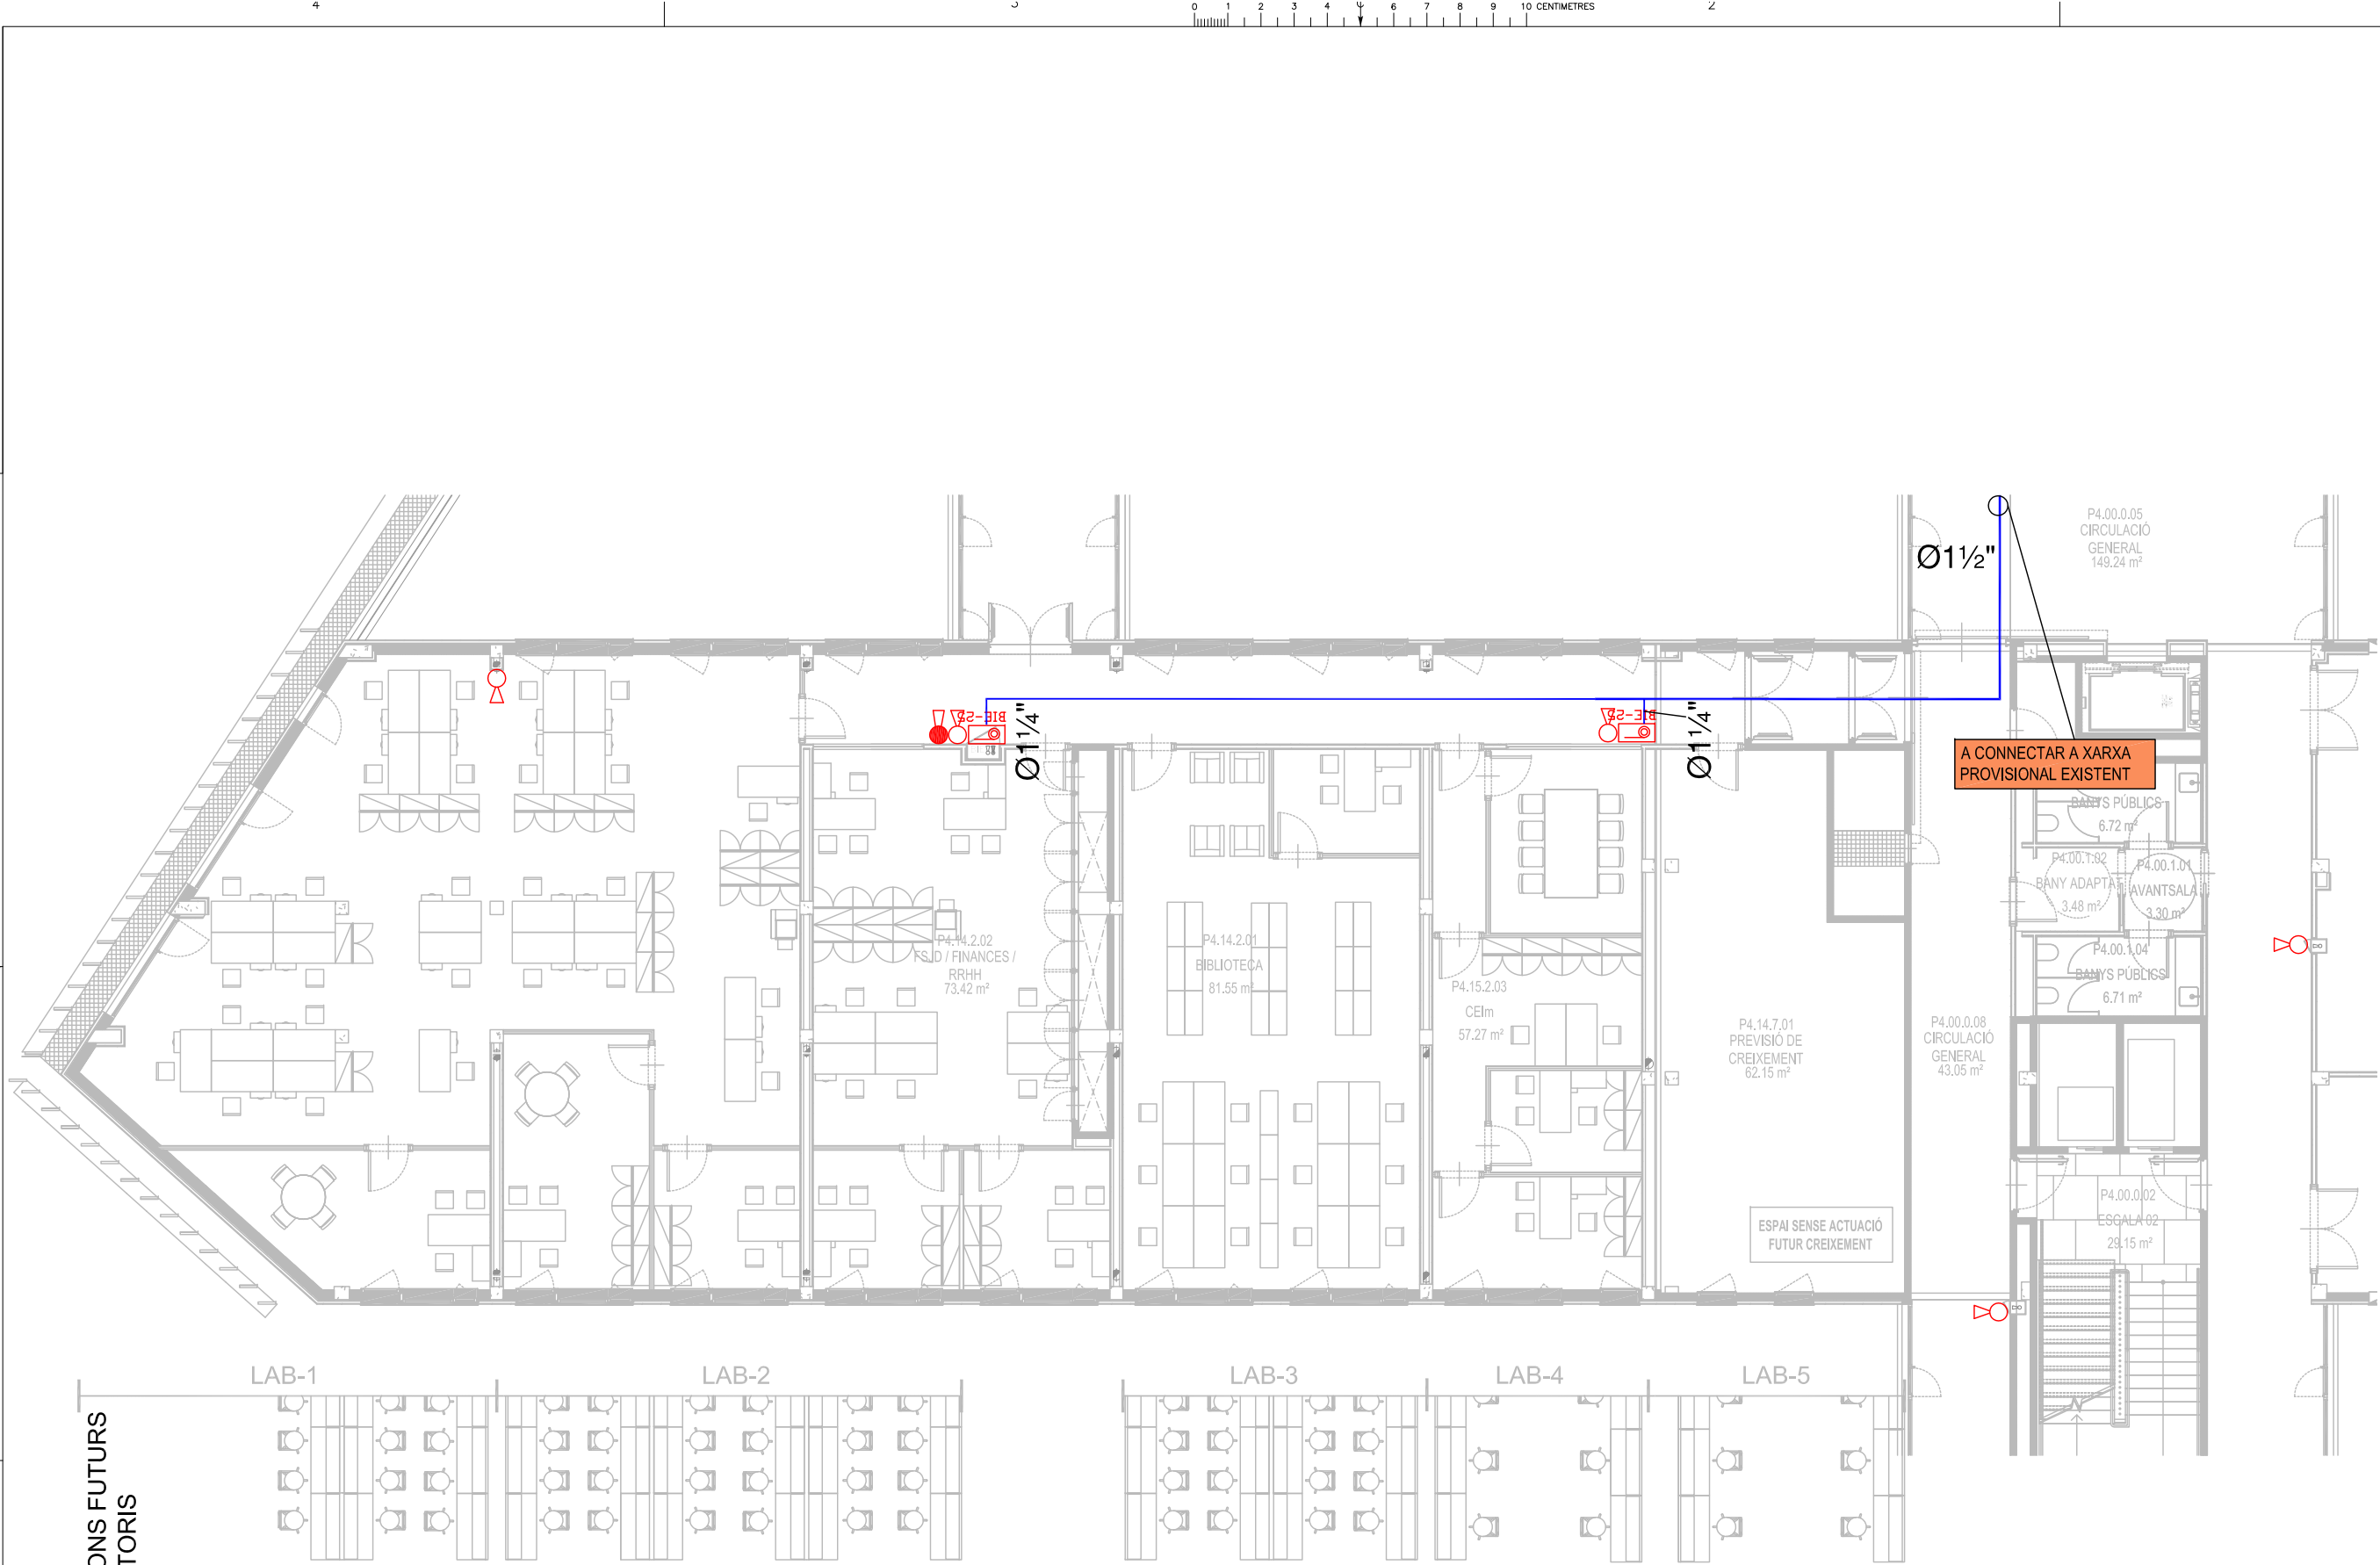 4
0 1 2 3 4 6 7 8 9 10 CENTIMETRES
2
P4.00.0.05
CIRCULACIÓ
GENERAL
149.24 m²
Ø1½"
BIE-25
Ø1¼"
BIE-25
Ø1¼"
A CONNECTAR A XARXA
PROVISIONAL EXISTENT
BANYS PÚBLICS
6.72 m²
P4.00.1.02
BANY ADAPTAT
3.48 m²
P4.00.1.01
AVANTSALA
3.30 m²
P4.00.1.04
BANYS PÚBLICS
6.71 m²
P4.14.2.02
FSJD / FINANCES /
RRHH
73.42 m²
P4.14.2.01
BIBLIOTECA
81.55 m²
P4.15.2.03
CEIm
57.27 m²
P4.14.7.01
PREVISIÓ DE
CREIXEMENT
62.15 m²
P4.00.0.08
CIRCULACIÓ
GENERAL
43.05 m²
P4.00.0.02
ESCALA 02
29.15 m²
ESPAI SENSE ACTUACIÓ
FUTUR CREIXEMENT
LAB-1
LAB-2
LAB-3
LAB-4
LAB-5
ONS FUTURS
TORIS